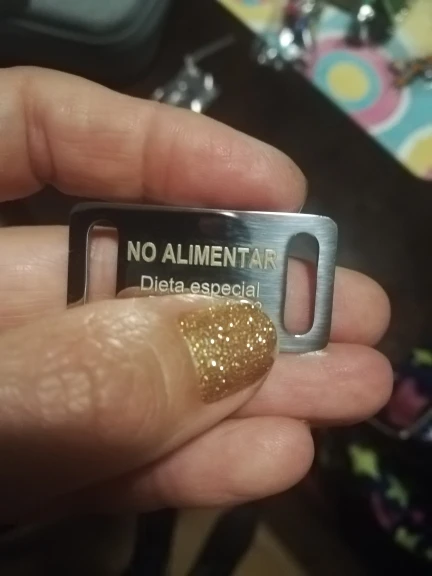 NO ALIMENTAR
Dieta especial